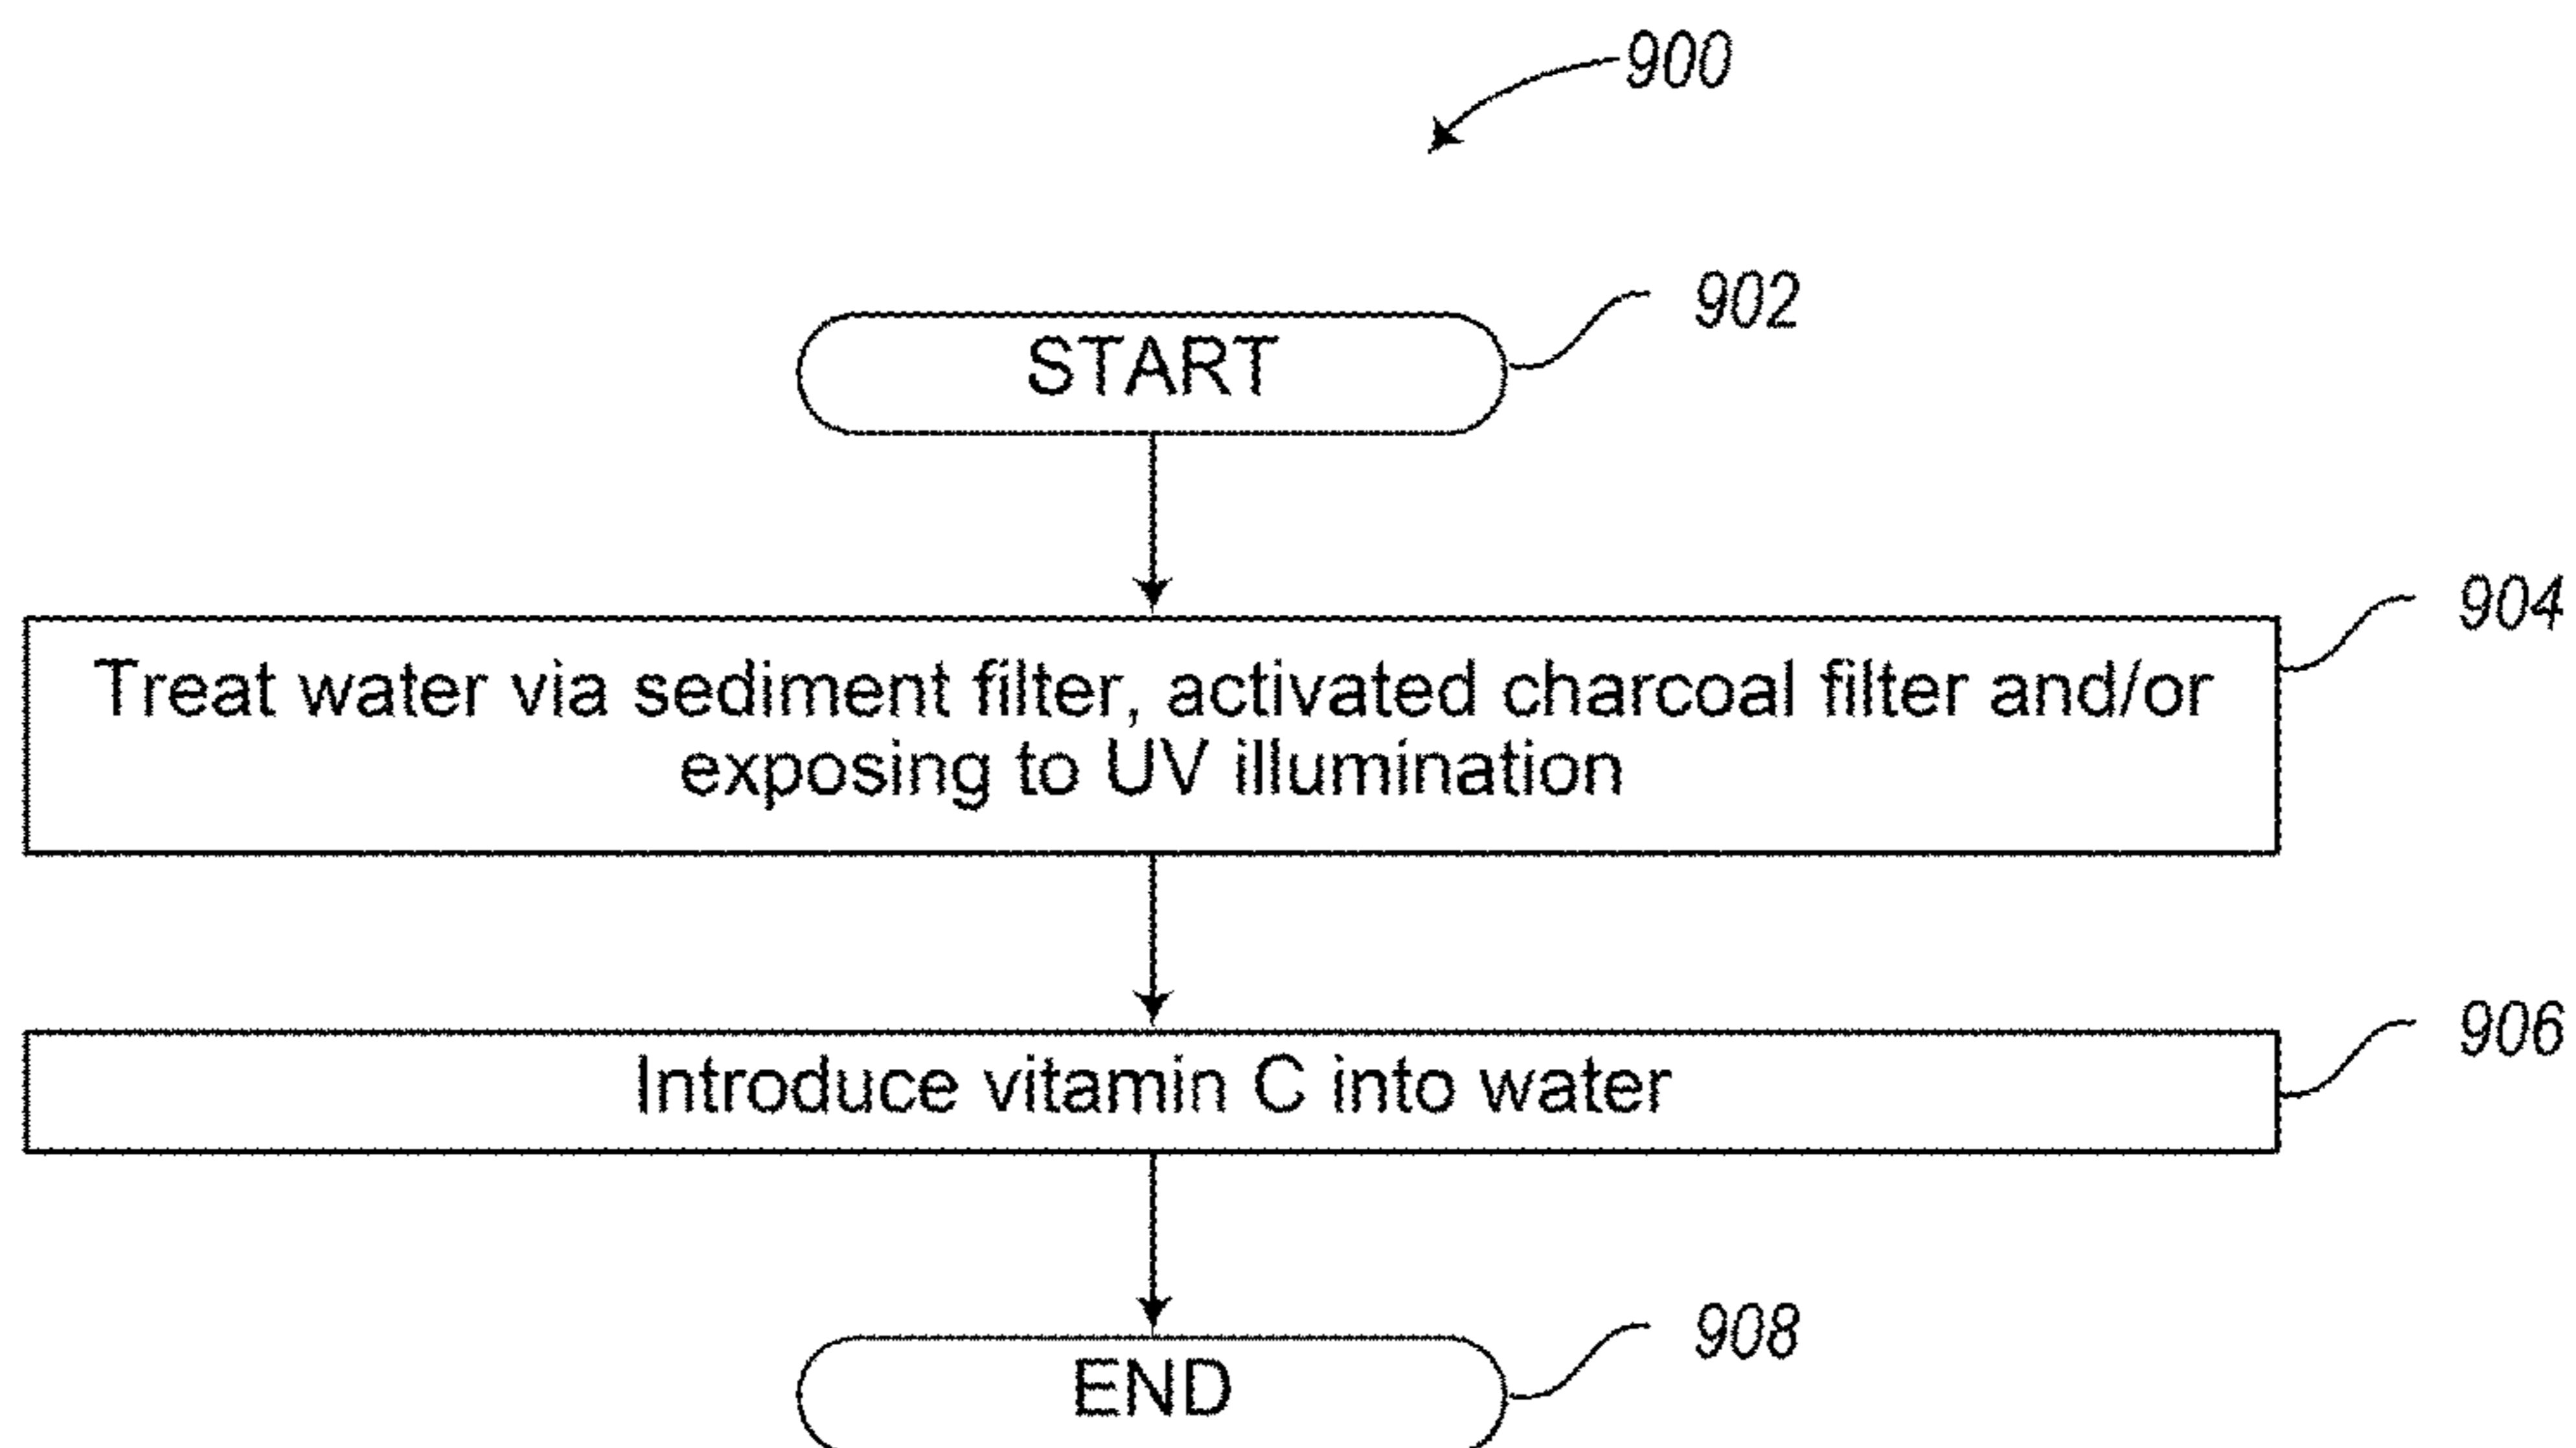 900
START
902
Treat water via sediment filter, activated charcoal filter and/or
exposing to UV illumination
904
Introduce vitamin C into water
906
END
908